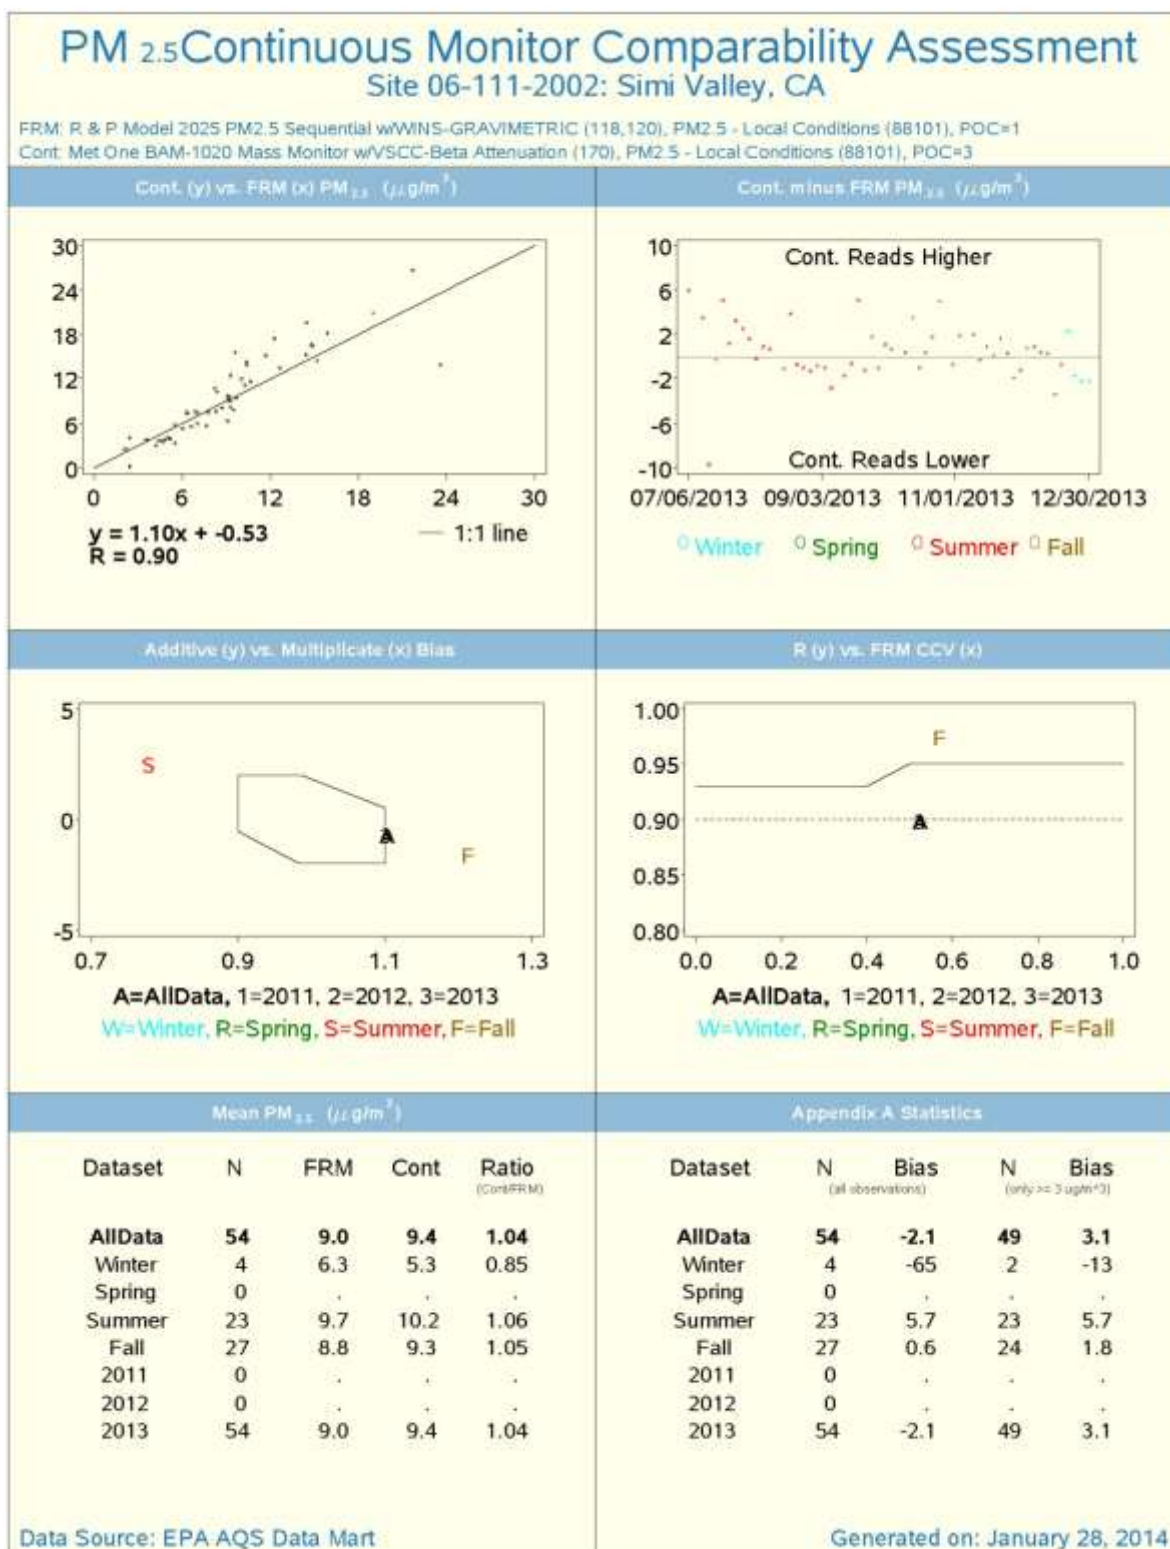 PM 2.5 Continuous Monitor Comparability Assessment
Site 06-111-2002: Simi Valley, CA
FRM: R & P Model 2025 PM2.5 Sequential w/WINS-GRAVIMETRIC (118,120), PM2.5 - Local Conditions (88101), POC=1
Cont: Met One BAM-1020 Mass Monitor w/VSCC-Beta Attenuation (170), PM2.5 - Local Conditions (88101), POC=3
Cont. (y) vs. FRM (x) PM 2.5 (μg/m³)
30
24
18
12
6
0
0 6 12 18 24 30
y = 1.10x + -0.53
R = 0.90
1:1 line
Cont. minus FRM PM 2.5 (μg/m³)
10
6
2
-2
-6
-10
Cont. Reads Higher
Cont. Reads Lower
07/06/2013 09/03/2013 11/01/2013 12/30/2013
Winter Spring Summer Fall
Additive (y) vs. Multiplicate (x) Bias
5
0
-5
S
A
F
0.7 0.9 1.1 1.3
A=AllData, 1=2011, 2=2012, 3=2013
W=Winter, R=Spring, S=Summer, F=Fall
R (y) vs. FRM CCV (x)
1.00
0.95
0.90
0.85
0.80
F
A
0.0 0.2 0.4 0.6 0.8 1.0
A=AllData, 1=2011, 2=2012, 3=2013
W=Winter, R=Spring, S=Summer, F=Fall
Mean PM 2.5 (μg/m³)
Dataset N FRM Cont Ratio
(Cont/FRM)
AllData 54 9.0 9.4 1.04
Winter 4 6.3 5.3 0.85
Spring 0 . . .
Summer 23 9.7 10.2 1.06
Fall 27 8.8 9.3 1.05
2011 0 . . .
2012 0 . . .
2013 54 9.0 9.4 1.04
Appendix A Statistics
Dataset N Bias N Bias
(all observations) (only >= 3 ug/m^3)
AllData 54 -2.1 49 3.1
Winter 4 -65 2 -13
Spring 0 . . .
Summer 23 5.7 23 5.7
Fall 27 0.6 24 1.8
2011 0 . . .
2012 0 . . .
2013 54 -2.1 49 3.1
Data Source: EPA AQS Data Mart
Generated on: January 28, 2014